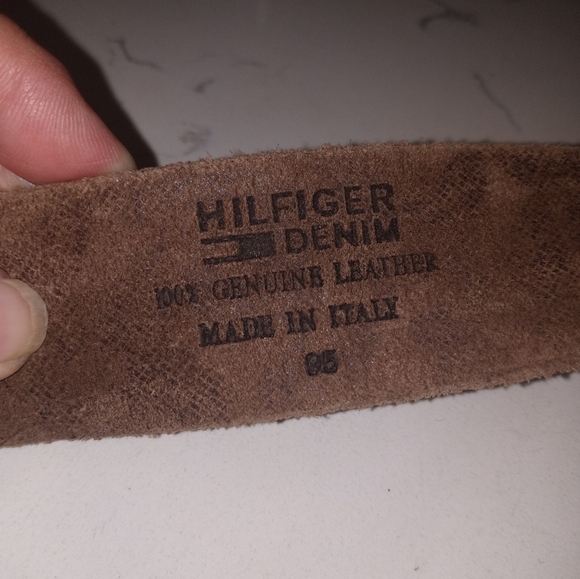 HILFIGER
DENIM
100% GENUINE LEATHER
MADE IN ITALY
95